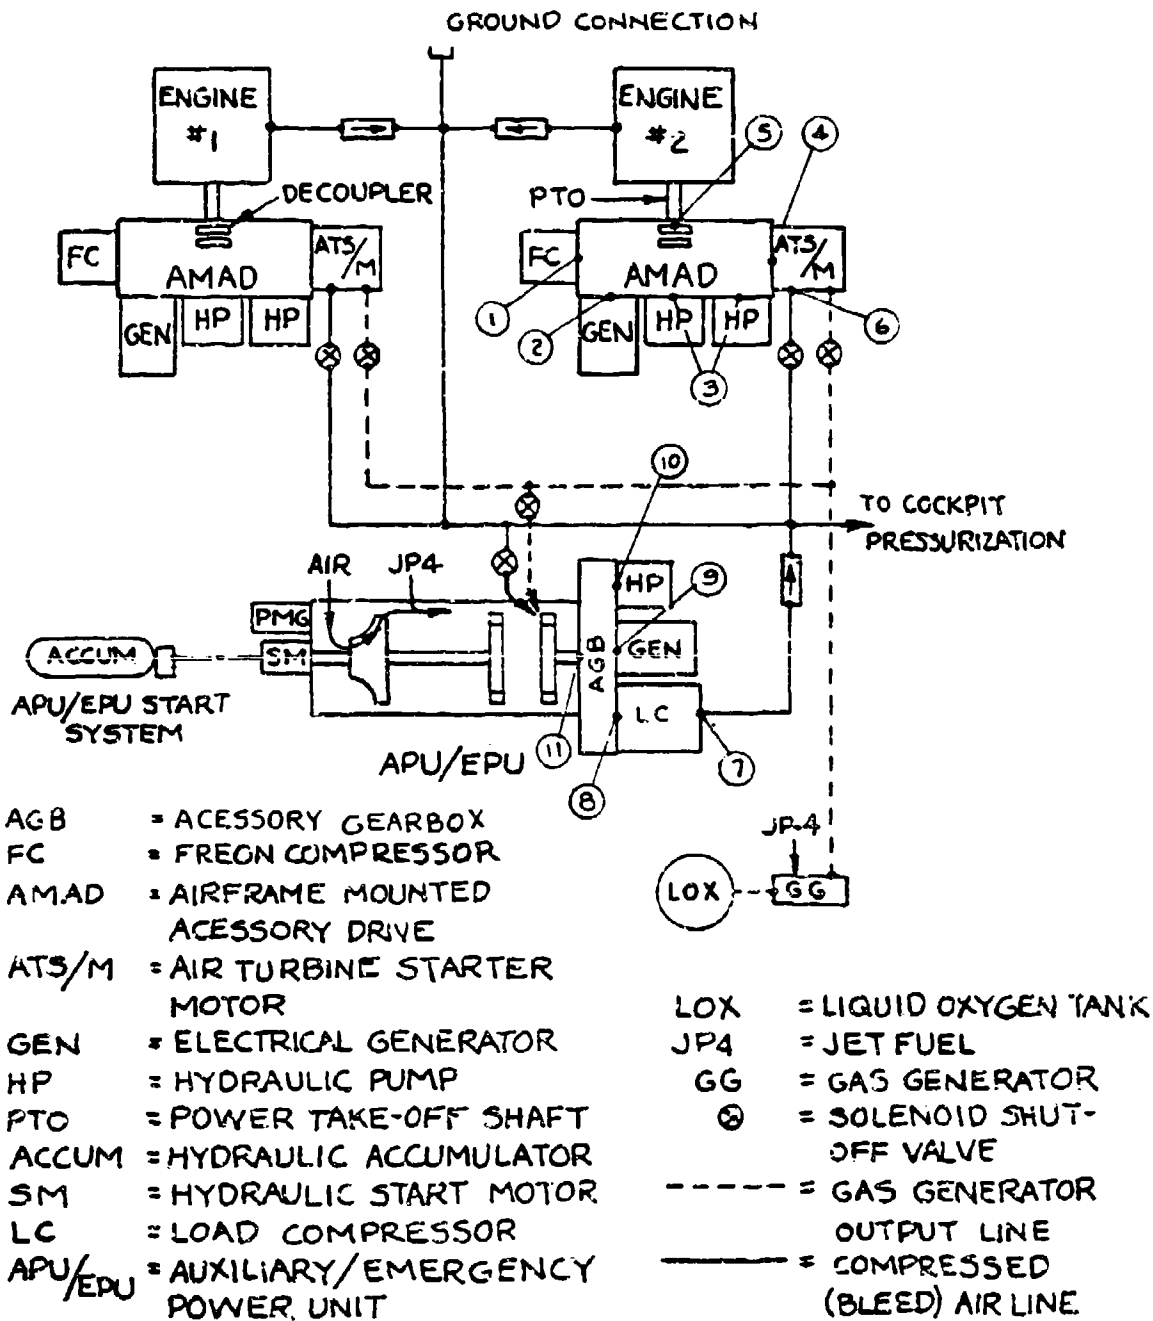 GROUND CONNECTION
ENGINE
#1
ENGINE
#2
5
4
DECOUPLER
PTO
FC
AMAD
ATS/M
FC
AMAD
ATS/M
GEN
HP
HP
1
2
GEN
HP
HP
3
6
10
TO COCKPIT
PRESSURIZATION
AIR
JP4
HP
9
PMG
ACCUM
SM
AGB
GEN
APU/EPU START
SYSTEM
LC
11
APU/EPU
8
7
AGB = ACESSORY GEARBOX
FC = FREON COMPRESSOR
AMAD = AIRFRAME MOUNTED
ACESSORY DRIVE
ATS/M = AIR TURBINE STARTER
MOTOR
GEN = ELECTRICAL GENERATOR
HP = HYDRAULIC PUMP
PTO = POWER TAKE-OFF SHAFT
ACCUM = HYDRAULIC ACCUMULATOR
SM = HYDRAULIC START MOTOR
LC = LOAD COMPRESSOR
APU/EPU = AUXILIARY/EMERGENCY
POWER UNIT
JP-4
LOX
GG
LOX = LIQUID OXYGEN TANK
JP4 = JET FUEL
GG = GAS GENERATOR
= SOLENOID SHUT-
OFF VALVE
= GAS GENERATOR
OUTPUT LINE
= COMPRESSED
(BLEED) AIR LINE